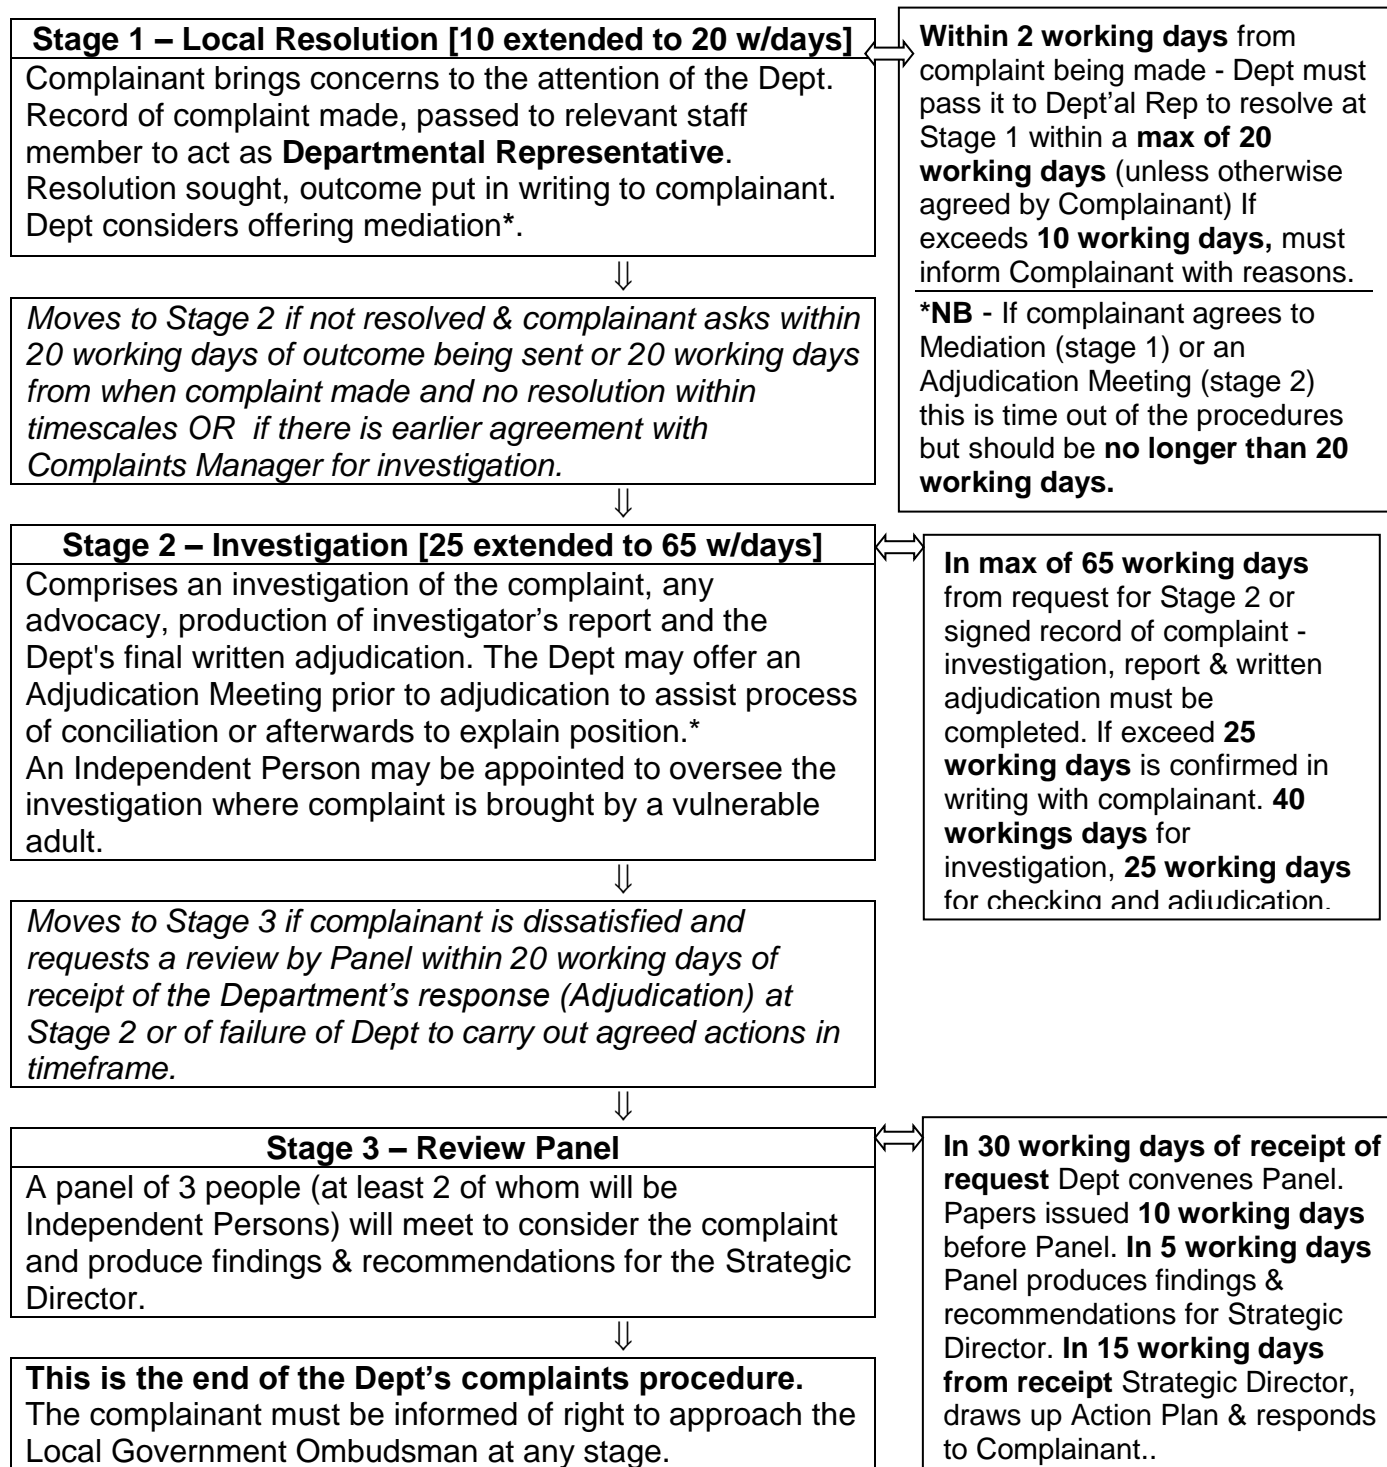 Stage 1 – Local Resolution [10 extended to 20 w/days]
Complainant brings concerns to the attention of the Dept.
Record of complaint made, passed to relevant staff
member to act as Departmental Representative.
Resolution sought, outcome put in writing to complainant.
Dept considers offering mediation*.
Within 2 working days from
complaint being made - Dept must
pass it to Dept’al Rep to resolve at
Stage 1 within a max of 20
working days (unless otherwise
agreed by Complainant) If
exceeds 10 working days, must
inform Complainant with reasons.
*NB - If complainant agrees to
Mediation (stage 1) or an
Adjudication Meeting (stage 2)
this is time out of the procedures
but should be no longer than 20
working days.
Moves to Stage 2 if not resolved & complainant asks within
20 working days of outcome being sent or 20 working days
from when complaint made and no resolution within
timescales OR if there is earlier agreement with
Complaints Manager for investigation.
Stage 2 – Investigation [25 extended to 65 w/days]
Comprises an investigation of the complaint, any
advocacy, production of investigator’s report and the
Dept's final written adjudication. The Dept may offer an
Adjudication Meeting prior to adjudication to assist process
of conciliation or afterwards to explain position.*
An Independent Person may be appointed to oversee the
investigation where complaint is brought by a vulnerable
adult.
In max of 65 working days
from request for Stage 2 or
signed record of complaint -
investigation, report & written
adjudication must be
completed. If exceed 25
working days is confirmed in
writing with complainant. 40
workings days for
investigation, 25 working days
for checking and adjudication.
Moves to Stage 3 if complainant is dissatisfied and
requests a review by Panel within 20 working days of
receipt of the Department’s response (Adjudication) at
Stage 2 or of failure of Dept to carry out agreed actions in
timeframe.
Stage 3 – Review Panel
A panel of 3 people (at least 2 of whom will be
Independent Persons) will meet to consider the complaint
and produce findings & recommendations for the Strategic
Director.
In 30 working days of receipt of
request Dept convenes Panel.
Papers issued 10 working days
before Panel. In 5 working days
Panel produces findings &
recommendations for Strategic
Director. In 15 working days
from receipt Strategic Director,
draws up Action Plan & responds
to Complainant..
This is the end of the Dept’s complaints procedure.
The complainant must be informed of right to approach the
Local Government Ombudsman at any stage.